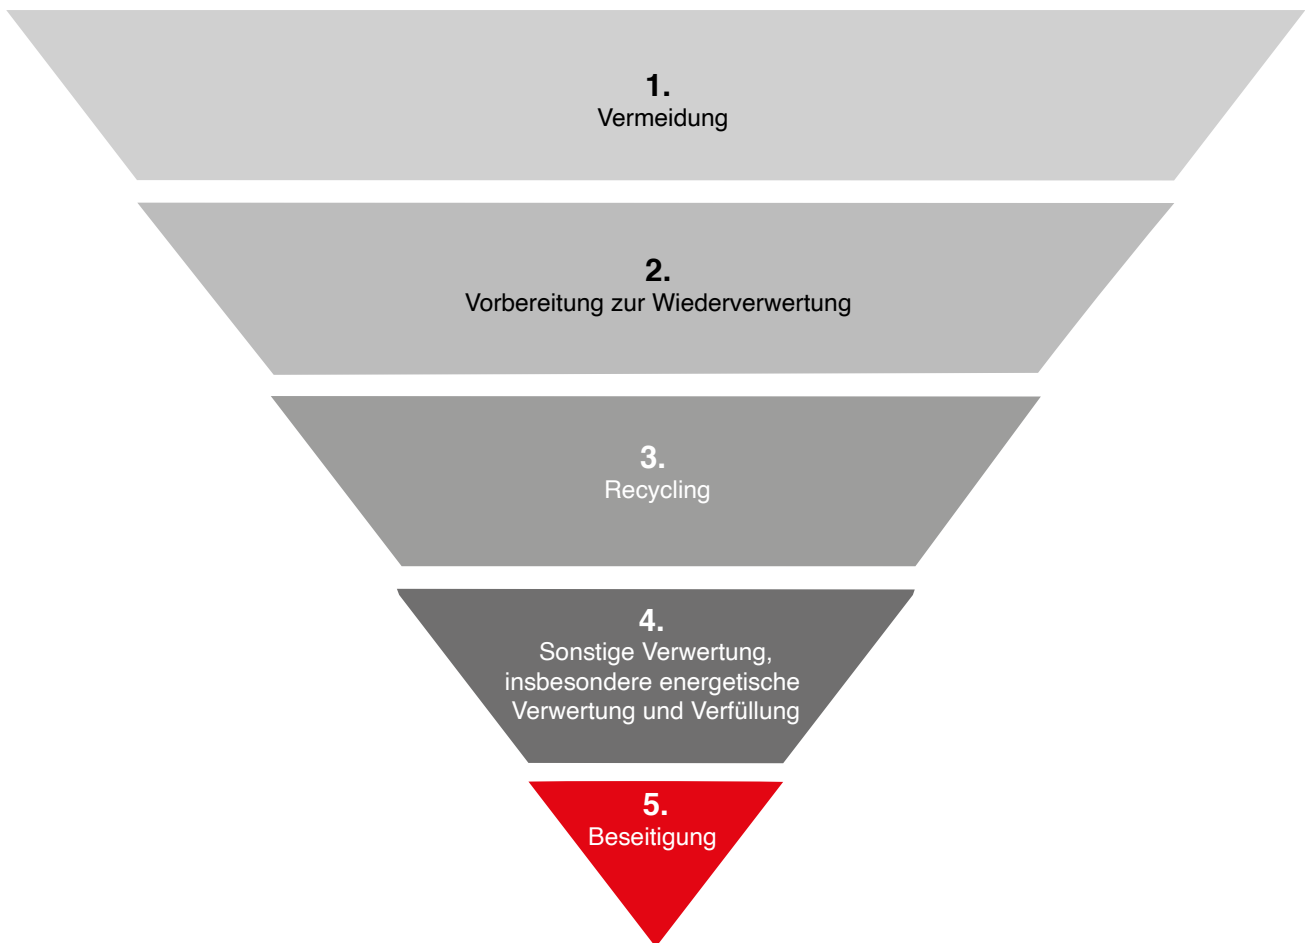 1.
Vermeidung
2.
Vorbereitung zur Wiederverwertung
3.
Recycling
4.
Sonstige Verwertung,
insbesondere energetische
Verwertung und Verfüllung
5.
Beseitigung